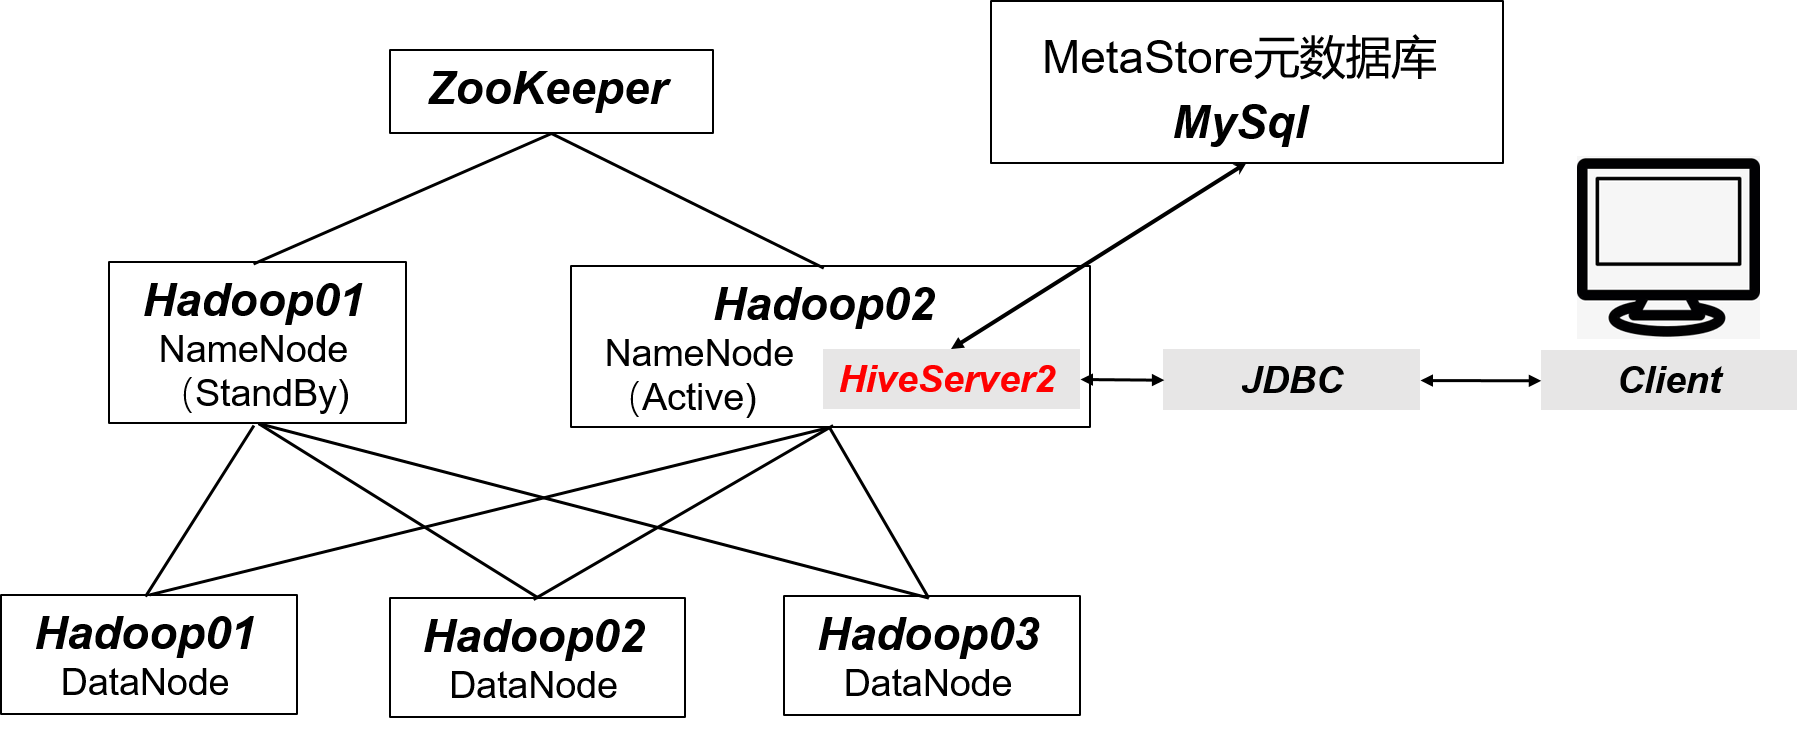 ZooKeeper
MetaStore元数据库
MySql
Hadoop01
NameNode
（StandBy)
Hadoop02
NameNode
（Active)
HiveServer2
JDBC
Client
Hadoop01
DataNode
Hadoop02
DataNode
Hadoop03
DataNode